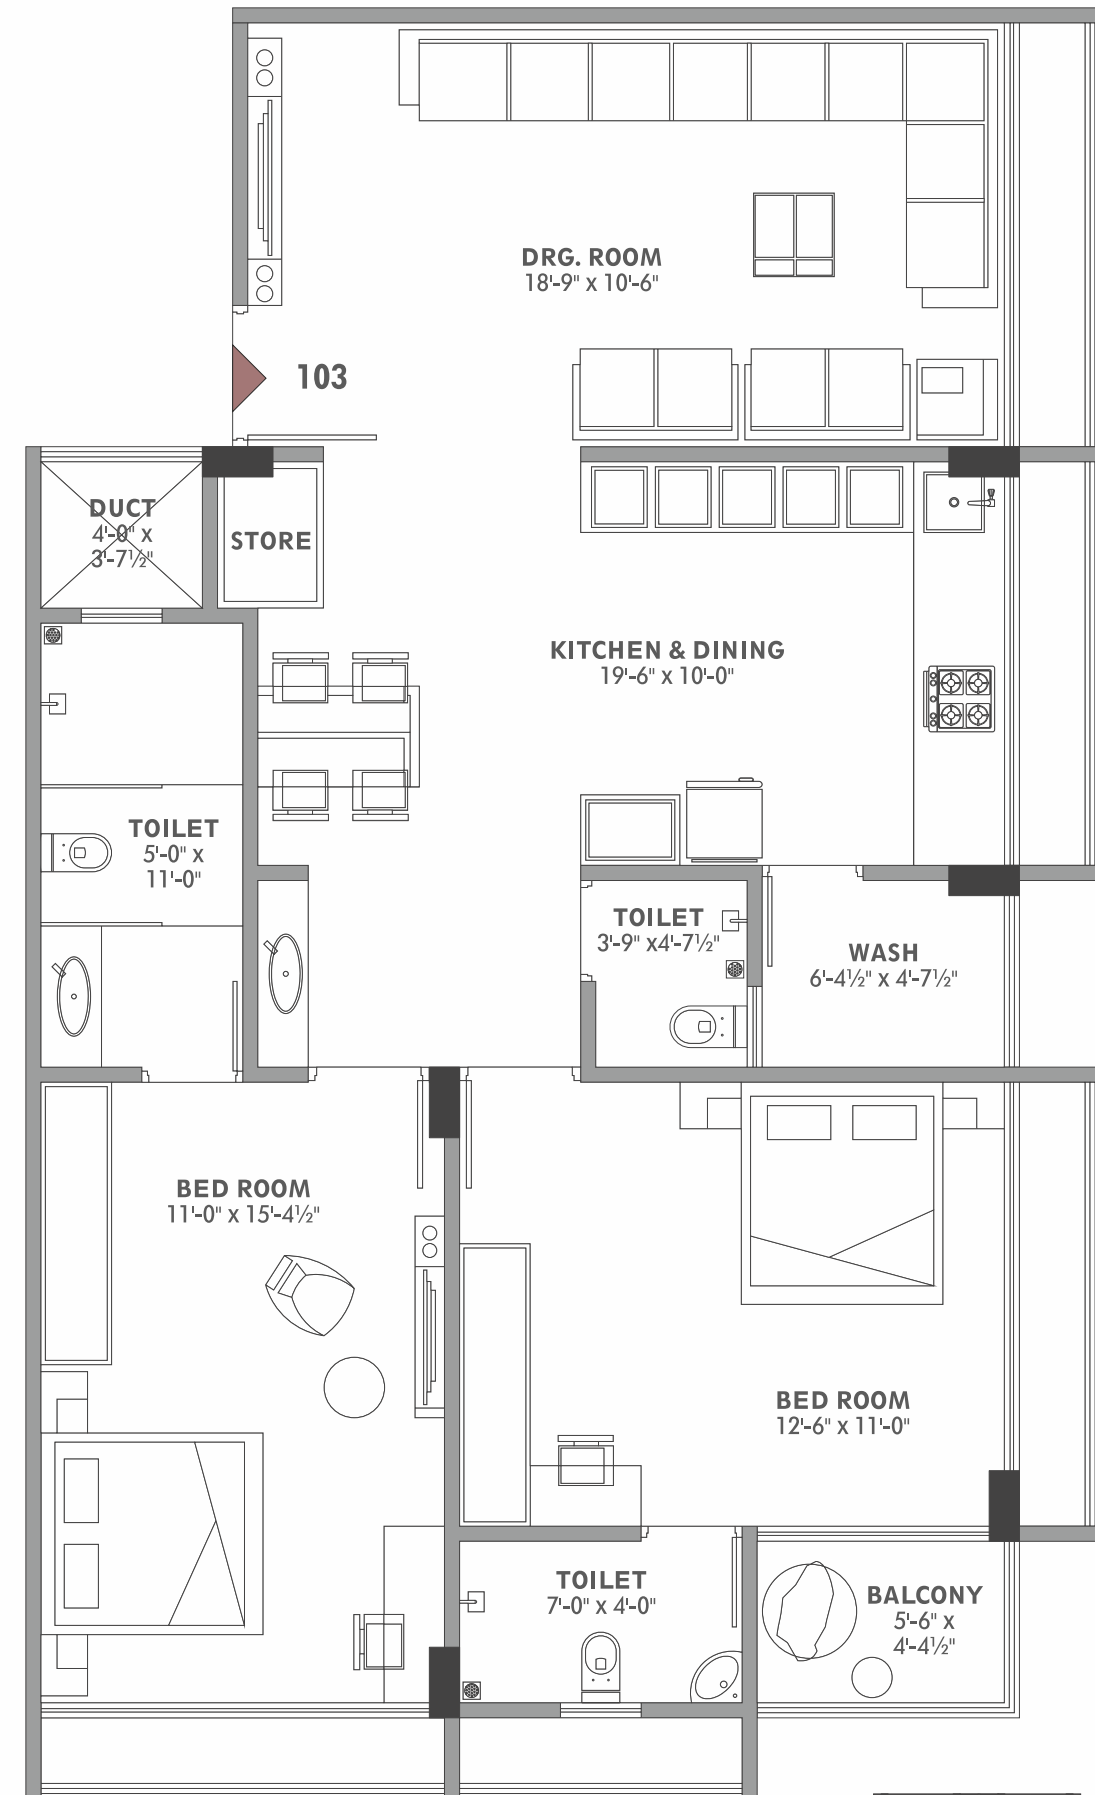 DRG. ROOM
18'-9" x 10'-6"
103
DUCT
4'-0" x
3'-7½"
STORE
KITCHEN & DINING
19'-6" x 10'-0"
TOILET
5'-0" x
11'-0"
TOILET
3'-9" x4'-7½"
WASH
6'-4½" x 4'-7½"
BED ROOM
11'-0" x 15'-4½"
BED ROOM
12'-6" x 11'-0"
TOILET
7'-0" x 4'-0"
BALCONY
5'-6" x
4'-4½"